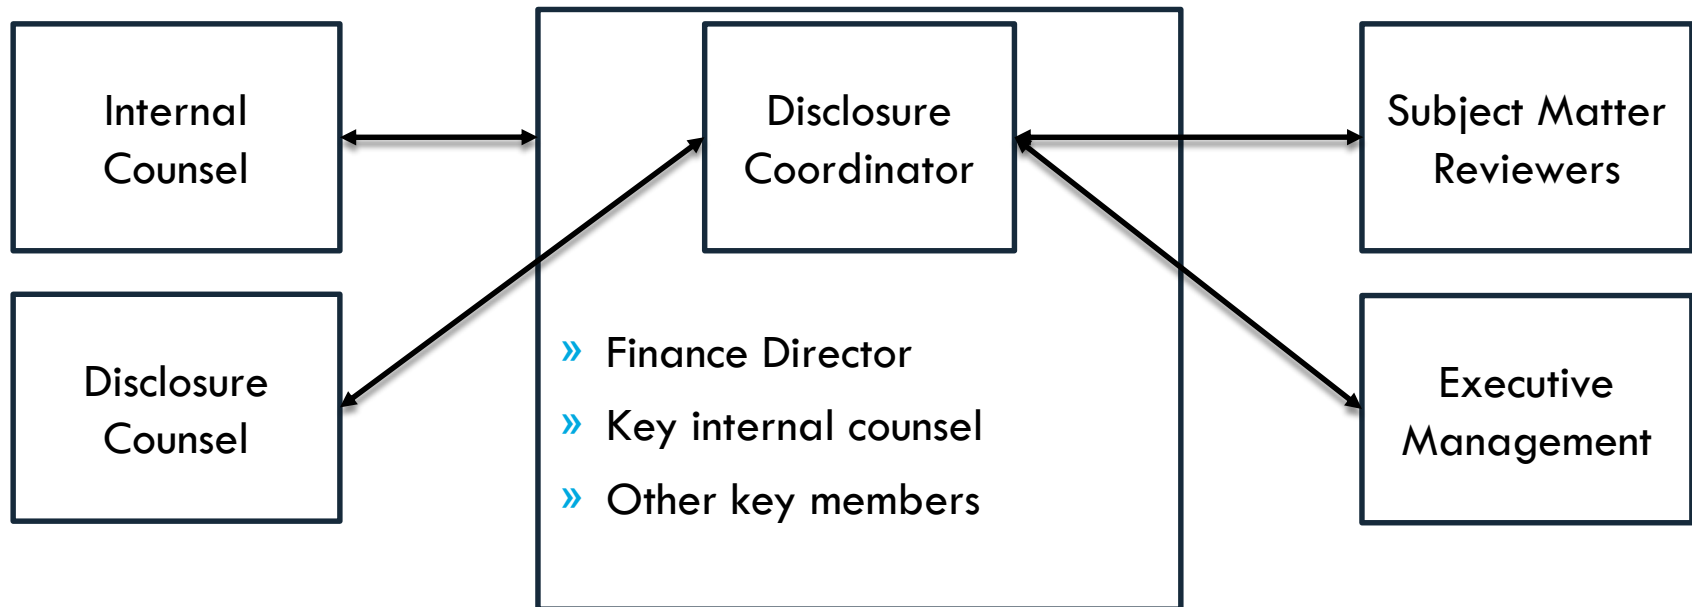 Internal
Counsel
Disclosure
Coordinator
Subject Matter
Reviewers
Disclosure
Counsel
» Finance Director
» Key internal counsel
» Other key members
Executive
Management